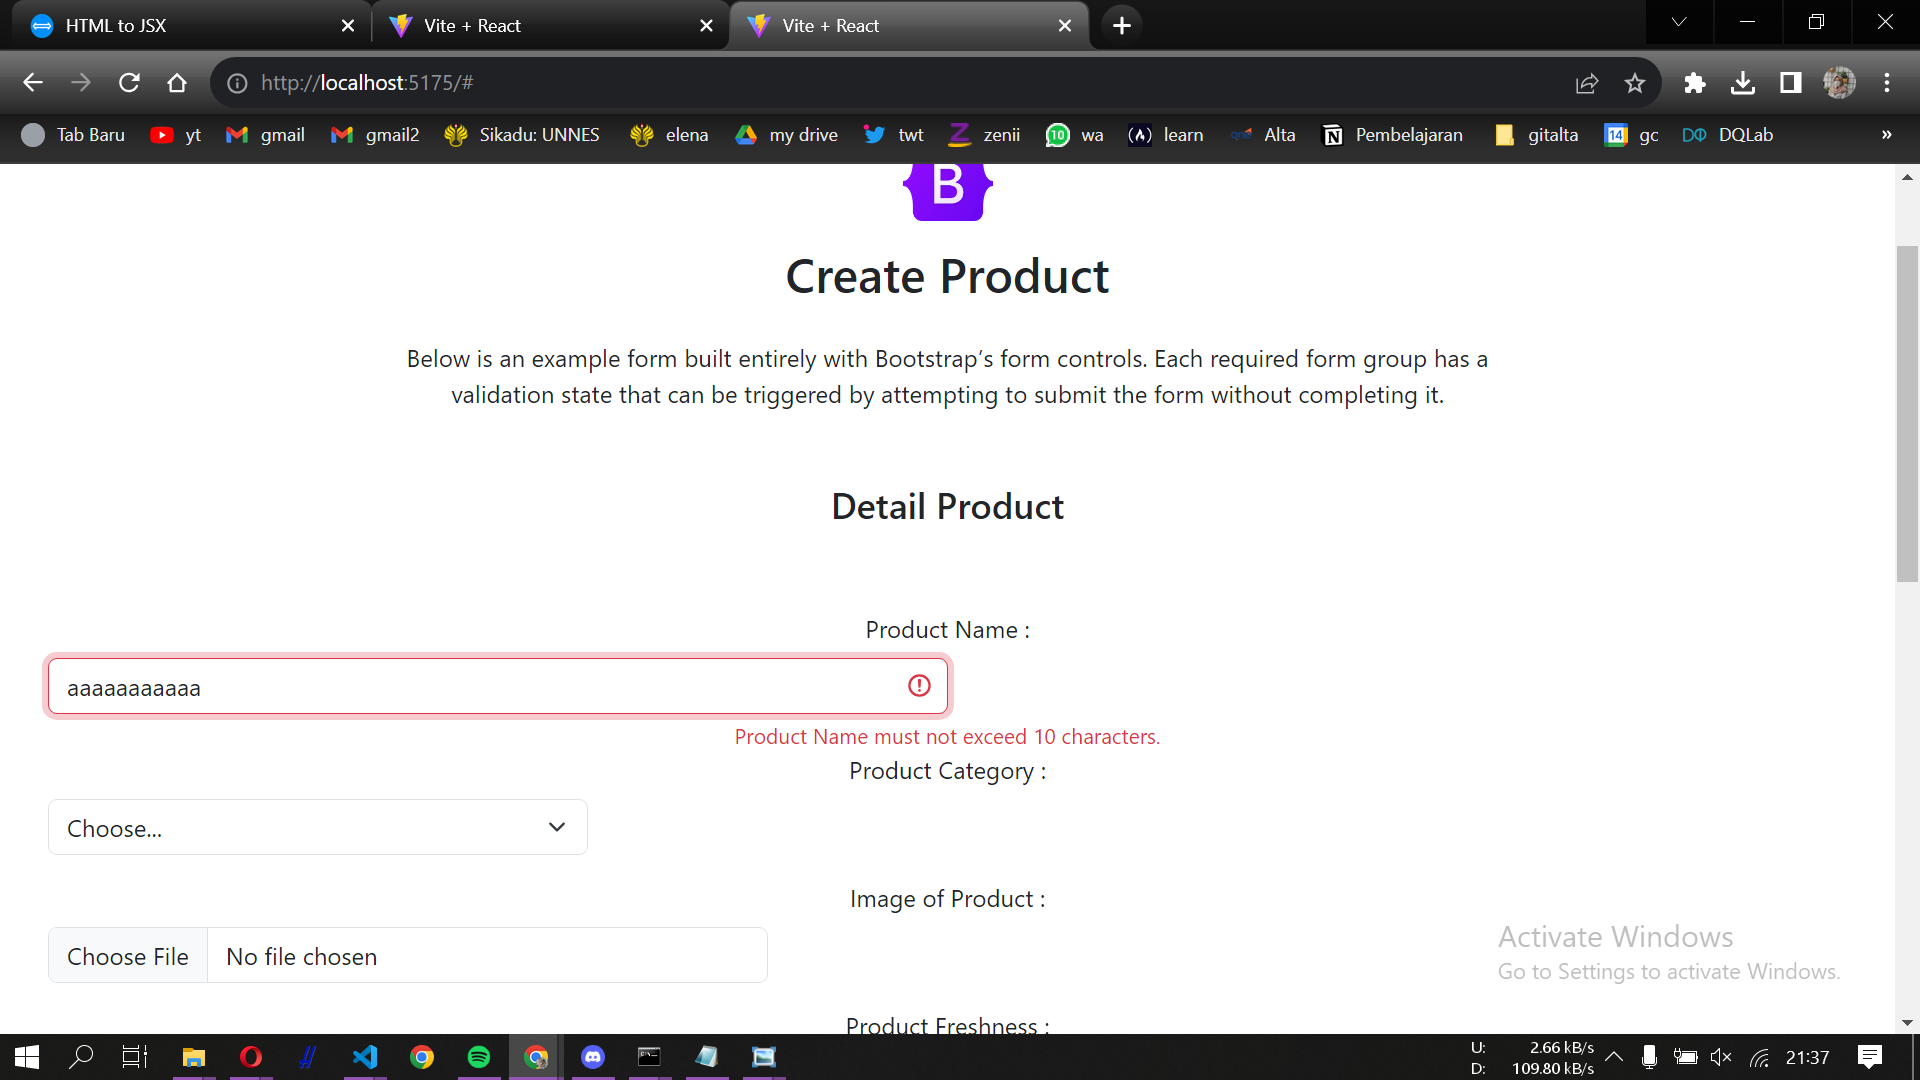 HTML to JSX
Vite + React
Vite + React
http://localhost:5175/#
Tab Baru
yt
gmail
gmail2
Sikadu: UNNES
elena
my drive
twt
zenii
10
wa
learn
Alta
Pembelajaran
gitalta
14
gc
DQLab
»
B
Create Product
Below is an example form built entirely with Bootstrap’s form controls. Each required form group has a
validation state that can be triggered by attempting to submit the form without completing it.
Detail Product
Product Name :
aaaaaaaaaaa
Product Name must not exceed 10 characters.
Product Category :
Choose...
Image of Product :
Choose File
No file chosen
Product Freshness :
Activate Windows
Go to Settings to activate Windows.
U: 2.66 kB/s
D: 109.80 kB/s
21:37